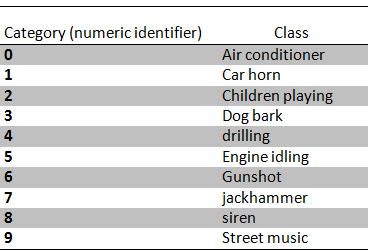 Category (numeric identifier) Class
0 Air conditioner
1 Car horn
2 Children playing
3 Dog bark
4 drilling
5 Engine idling
6 Gunshot
7 jackhammer
8 siren
9 Street music